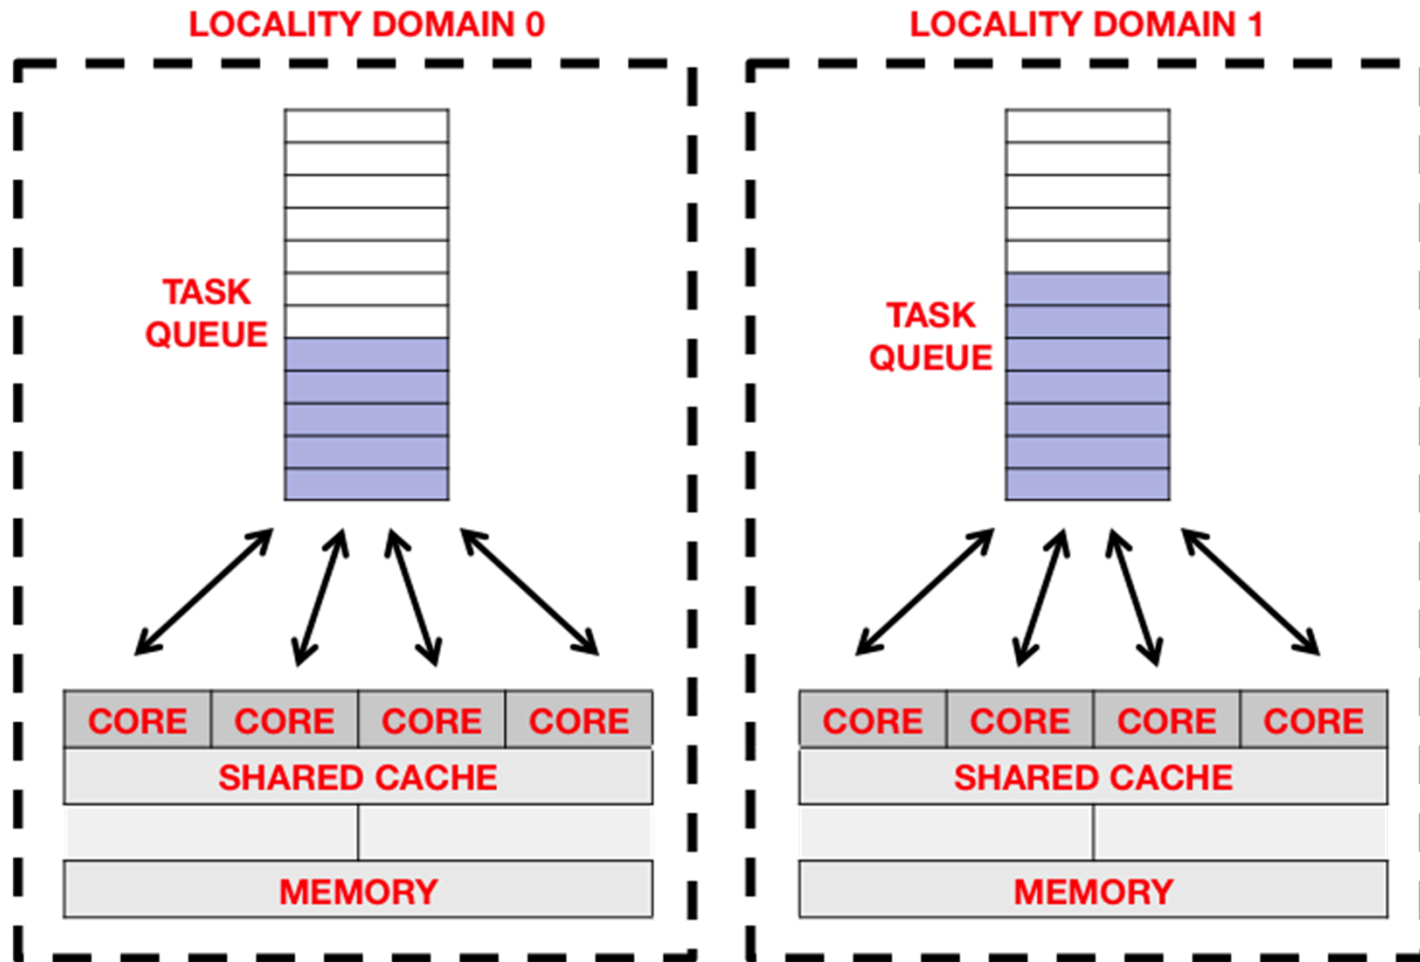 LOCALITY DOMAIN 0
LOCALITY DOMAIN 1
TASK
QUEUE
TASK
QUEUE
CORE CORE CORE CORE
SHARED CACHE
MEMORY
CORE CORE CORE CORE
SHARED CACHE
MEMORY